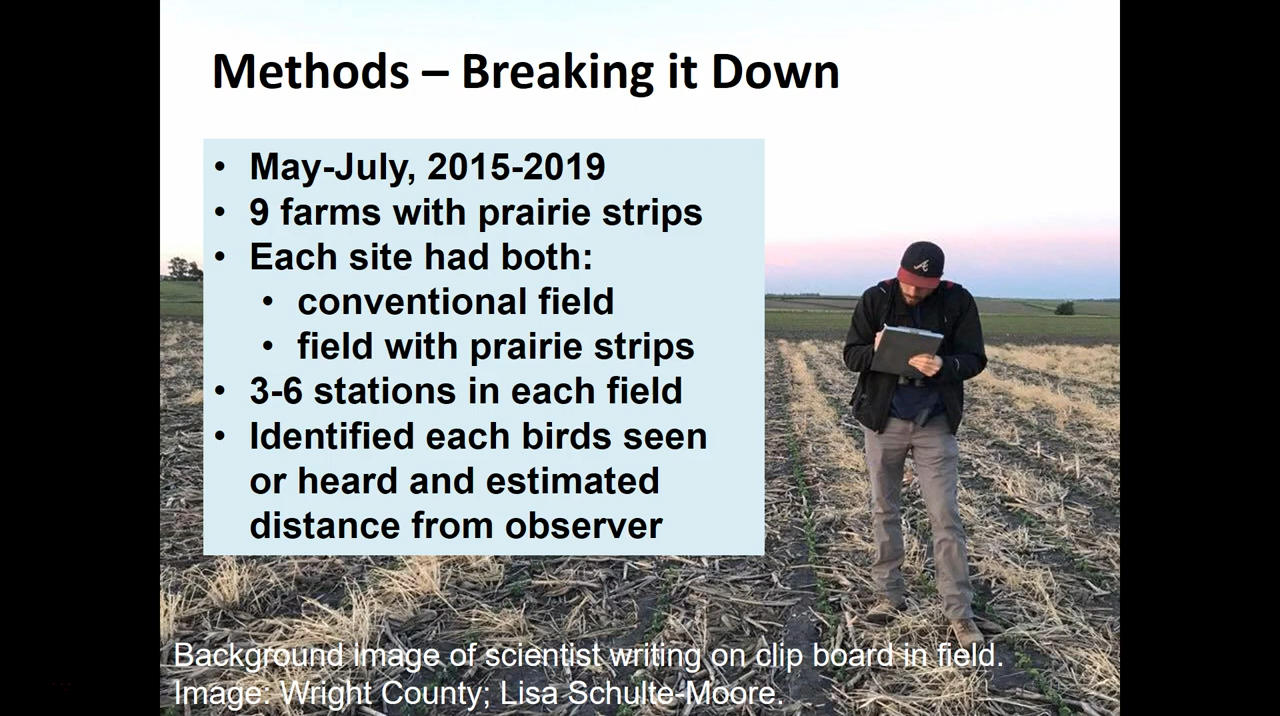 Methods – Breaking it Down
• May-July, 2015-2019
• 9 farms with prairie strips
• Each site had both:
• conventional field
• field with prairie strips
• 3-6 stations in each field
• Identified each birds seen
or heard and estimated
distance from observer
Background image of scientist writing on clip board in field.
Image: Wright County; Lisa Schulte-Moore.